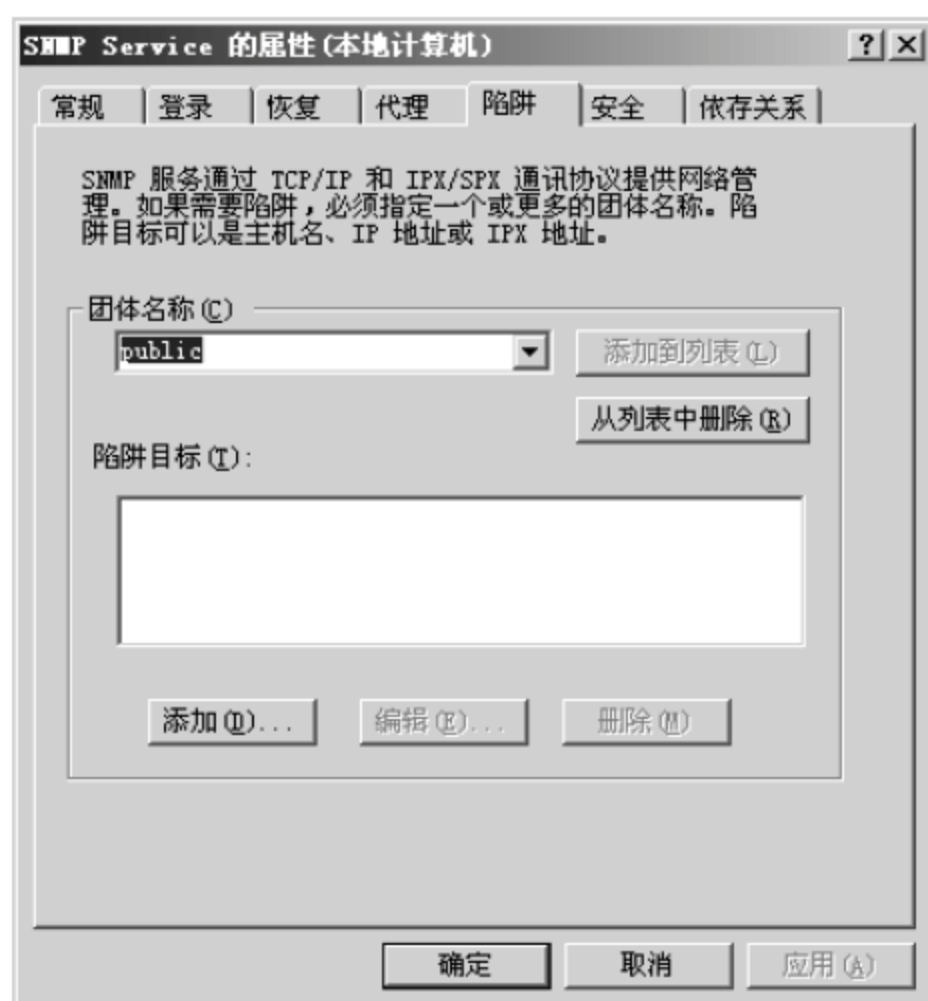 SNMP Service 的属性(本地计算机)
常规 登录 恢复 代理 陷阱 安全 依存关系
SNMP 服务通过 TCP/IP 和 IPX/SPX 通讯协议提供网络管
理。如果需要陷阱，必须指定一个或更多的团体名称。陷
阱目标可以是主机名、IP 地址或 IPX 地址。
团体名称(C)
public 添加到列表(L)
从列表中删除(R)
陷阱目标(T):
添加(D)... 编辑(E)... 删除(M)
确定 取消 应用(A)